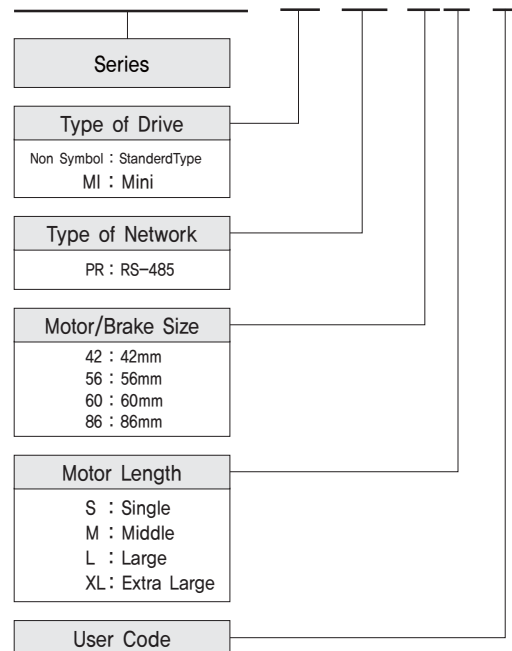 Series
Type of Drive
Non Symbol : StanderdType
MI : Mini
Type of Network
PR : RS-485
Motor/Brake Size
42 : 42mm
56 : 56mm
60 : 60mm
86 : 86mm
Motor Length
S : Single
M : Middle
L : Large
XL : Extra Large
User Code